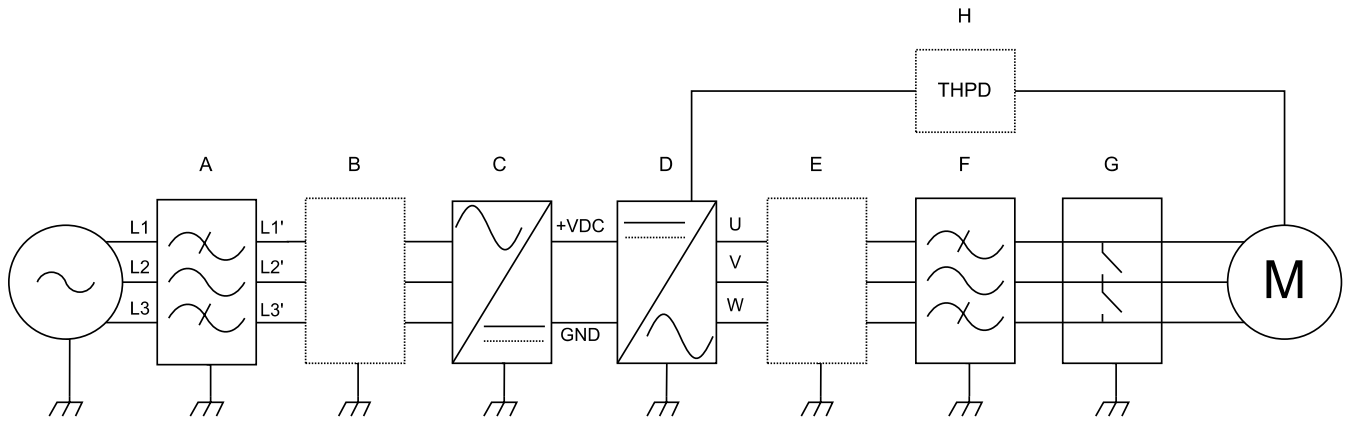 H
THPD
A B C D E F G
L1 L1' +VDC U
L2 L2' V
L3 L3' W
GND
M